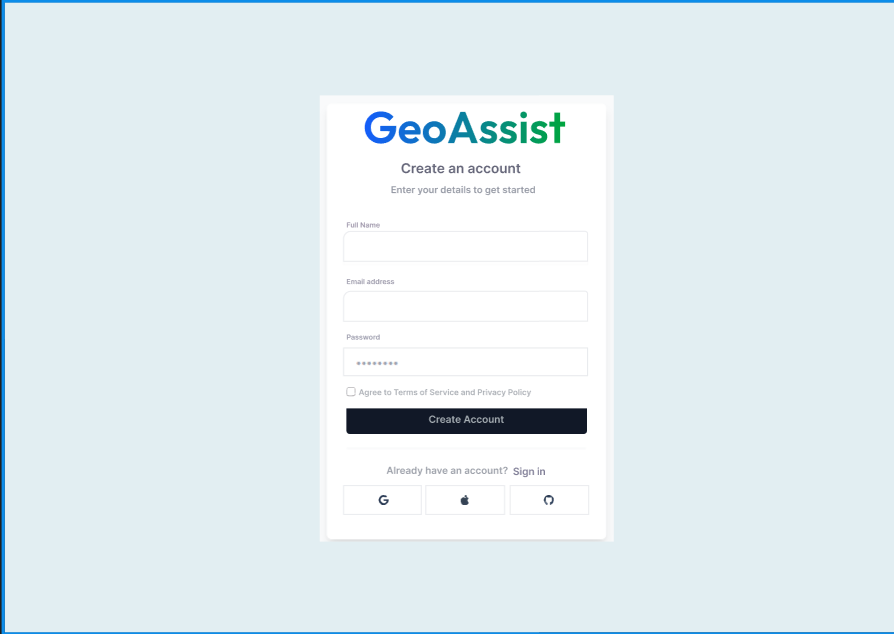 GeoAssist
Create an account
Enter your details to get started
Full Name
Email address
Password
********
Agree to Terms of Service and Privacy Policy
Create Account
Already have an account? Sign in